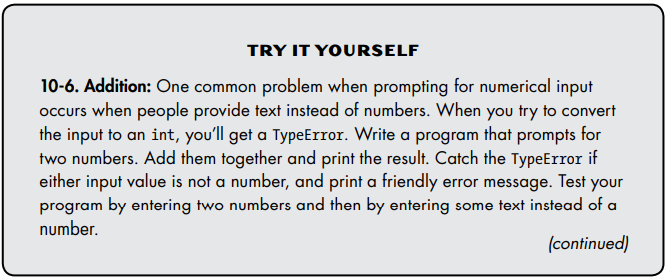 TRY IT YOURSELF
10-6. Addition: One common problem when prompting for numerical input
occurs when people provide text instead of numbers. When you try to convert
the input to an int, you’ll get a TypeError. Write a program that prompts for
two numbers. Add them together and print the result. Catch the TypeError if
either input value is not a number, and print a friendly error message. Test your
program by entering two numbers and then by entering some text instead of a
number.
(continued)